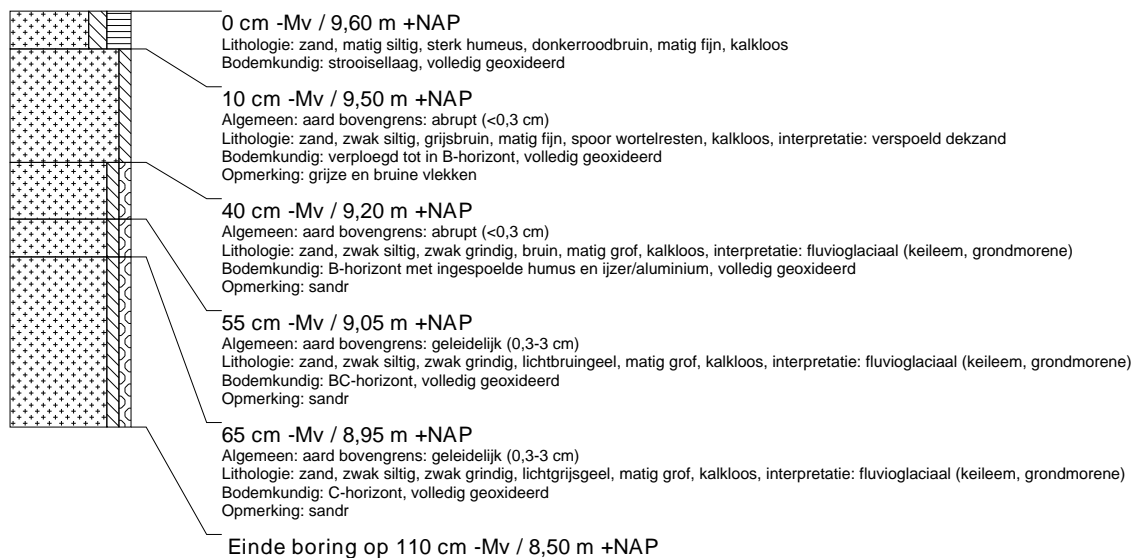 0 cm -Mv / 9,60 m +NAP
Lithologie: zand, matig siltig, sterk humeus, donkerroodbruin, matig fijn, kalkloos
Bodemkundig: strooisellaag, volledig geoxideerd
10 cm -Mv / 9,50 m +NAP
Algemeen: aard bovengrens: abrupt (<0,3 cm)
Lithologie: zand, zwak siltig, grijsbruin, matig fijn, spoor wortelresten, kalkloos, interpretatie: verspoeld dekzand
Bodemkundig: verploegd tot in B-horizont, volledig geoxideerd
Opmerking: grijze en bruine vlekken
40 cm -Mv / 9,20 m +NAP
Algemeen: aard bovengrens: abrupt (<0,3 cm)
Lithologie: zand, zwak siltig, zwak grindig, bruin, matig grof, kalkloos, interpretatie: fluvioglaciaal (keileem, grondmorene)
Bodemkundig: B-horizont met ingespoelde humus en ijzer/aluminium, volledig geoxideerd
Opmerking: sandr
55 cm -Mv / 9,05 m +NAP
Algemeen: aard bovengrens: geleidelijk (0,3-3 cm)
Lithologie: zand, zwak siltig, zwak grindig, lichtbruingeel, matig grof, kalkloos, interpretatie: fluvioglaciaal (keileem, grondmorene)
Bodemkundig: BC-horizont, volledig geoxideerd
Opmerking: sandr
65 cm -Mv / 8,95 m +NAP
Algemeen: aard bovengrens: geleidelijk (0,3-3 cm)
Lithologie: zand, zwak siltig, zwak grindig, lichtgrijsgeel, matig grof, kalkloos, interpretatie: fluvioglaciaal (keileem, grondmorene)
Bodemkundig: C-horizont, volledig geoxideerd
Opmerking: sandr
Einde boring op 110 cm -Mv / 8,50 m +NAP